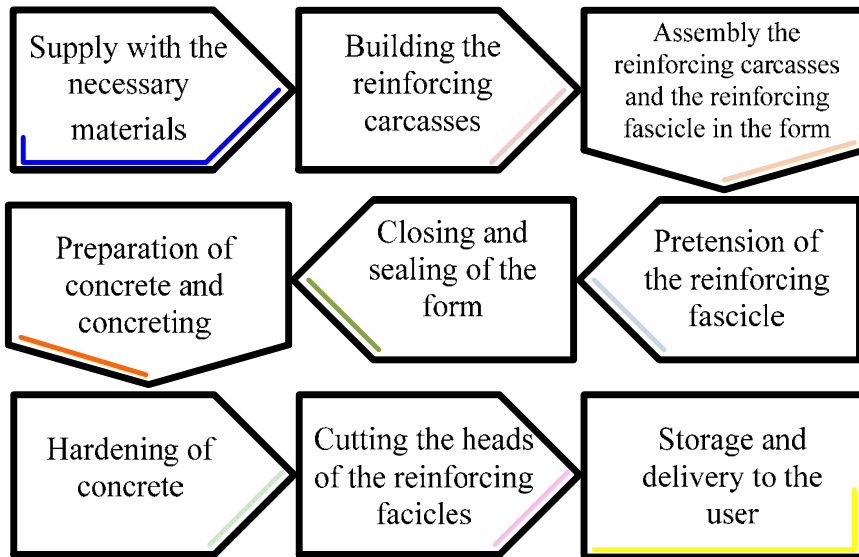 Supply with the
necessary
materials
Building the
reinforcing
carcasses
Assembly the
reinforcing carcasses
and the reinforcing
fascicle in the form
Pretension of
the reinforcing
fascicle
Closing and
sealing of the
form
Preparation of
concrete and
concreting
Hardening of
concrete
Cutting the heads
of the reinforcing
facicles
Storage and
delivery to the
user